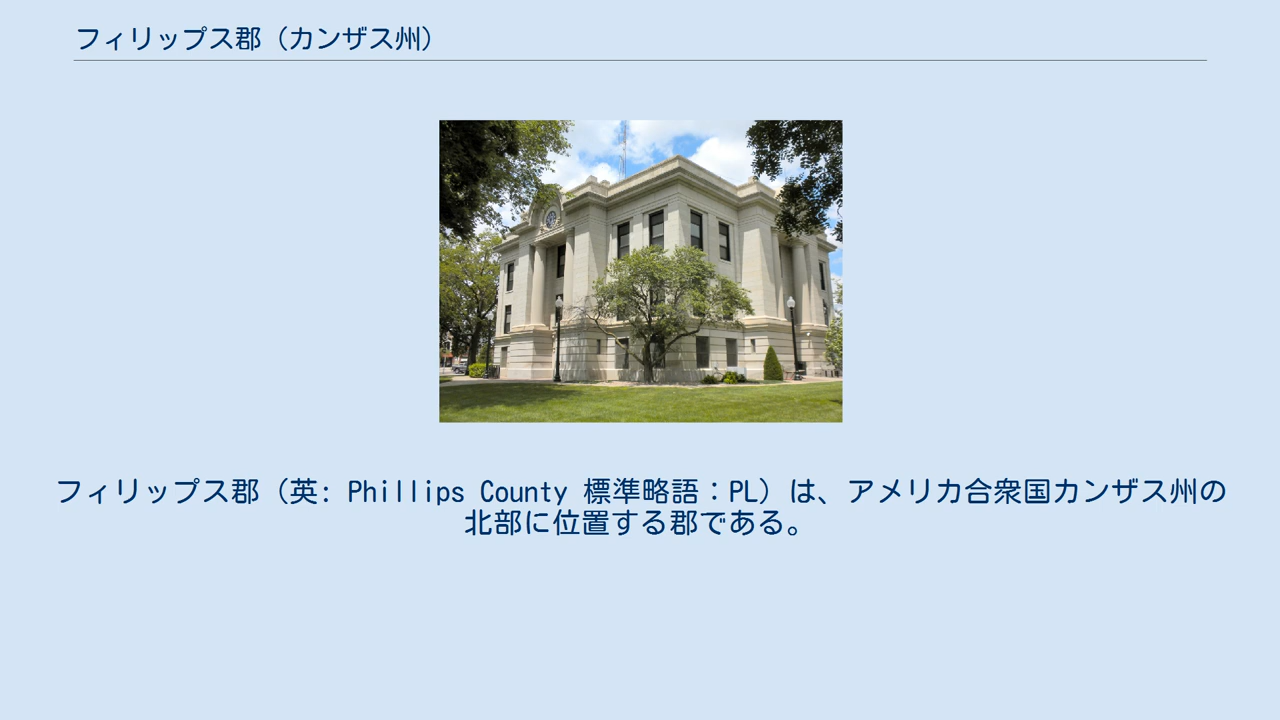 フィリップス郡（カンザス州）
フィリップス郡（英: Phillips County 標準略語：PL）は、アメリカ合衆国カンザス州の
北部に位置する郡である。